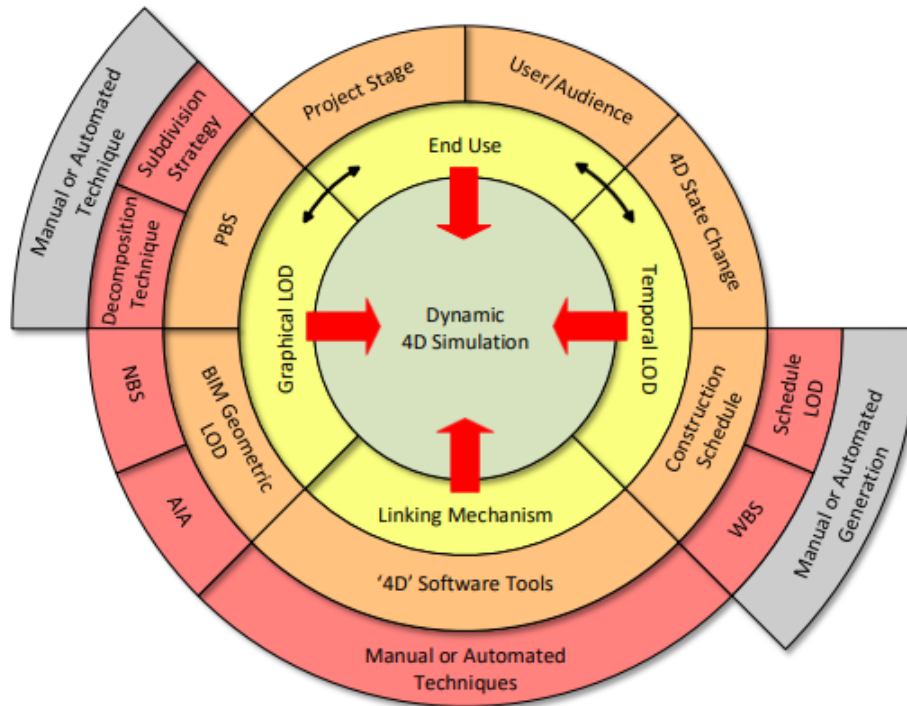 Project Stage
User/Audience
Manual or Automated
Technique
Subdivision
Strategy
Decomposition
Technique
PBS
End Use
4D State Change
Graphical LOD
Dynamic
4D Simulation
Temporal LOD
NBS
BIM Geometric
LOD
AIA
Construction
Schedule
Schedule
LOD
WBS
Manual or Automated
Generation
Linking Mechanism
‘4D’ Software Tools
Manual or Automated
Techniques